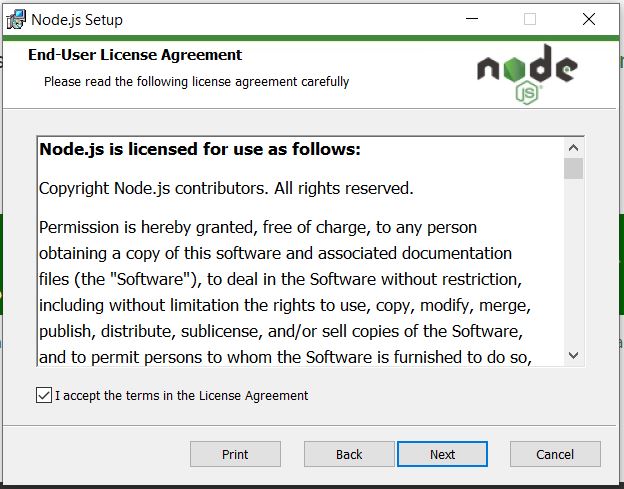 Node.js Setup
End-User License Agreement
Please read the following license agreement carefully
node
JS
Node.js is licensed for use as follows:
Copyright Node.js contributors. All rights reserved.
Permission is hereby granted, free of charge, to any person
obtaining a copy of this software and associated documentation
files (the "Software"), to deal in the Software without restriction,
including without limitation the rights to use, copy, modify, merge,
publish, distribute, sublicense, and/or sell copies of the Software,
and to permit persons to whom the Software is furnished to do so,
I accept the terms in the License Agreement
Print
Back
Next
Cancel